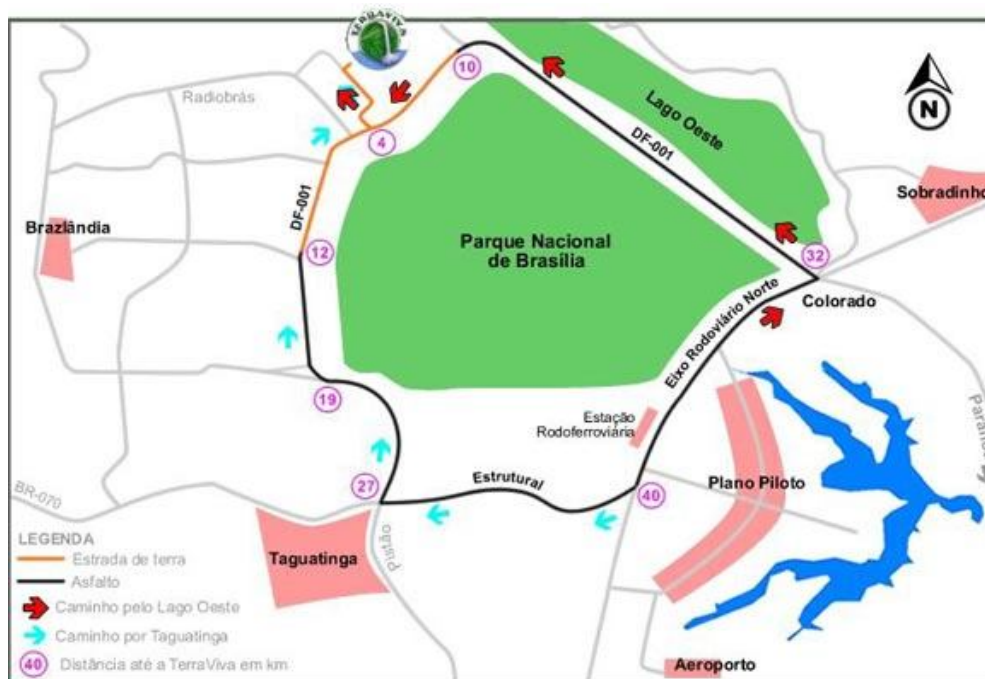 TERRAVIVA
10
Radiobrás
4
Lago Oeste
N
DF-001
Sobradinho
DF-001
Brazlândia
12
Parque Nacional
de Brasília
32
Colorado
Eixo Rodoviário Norte
19
Estação
Rodoferroviária
Paranoá
BR-070
27
Estrutural
40
Plano Piloto
LEGENDA
Estrada de terra
Asfalto
Caminho pelo Lago Oeste
Caminho por Taguatinga
40 Distância até a TerraViva em km
Taguatinga
Pistão
Aeroporto